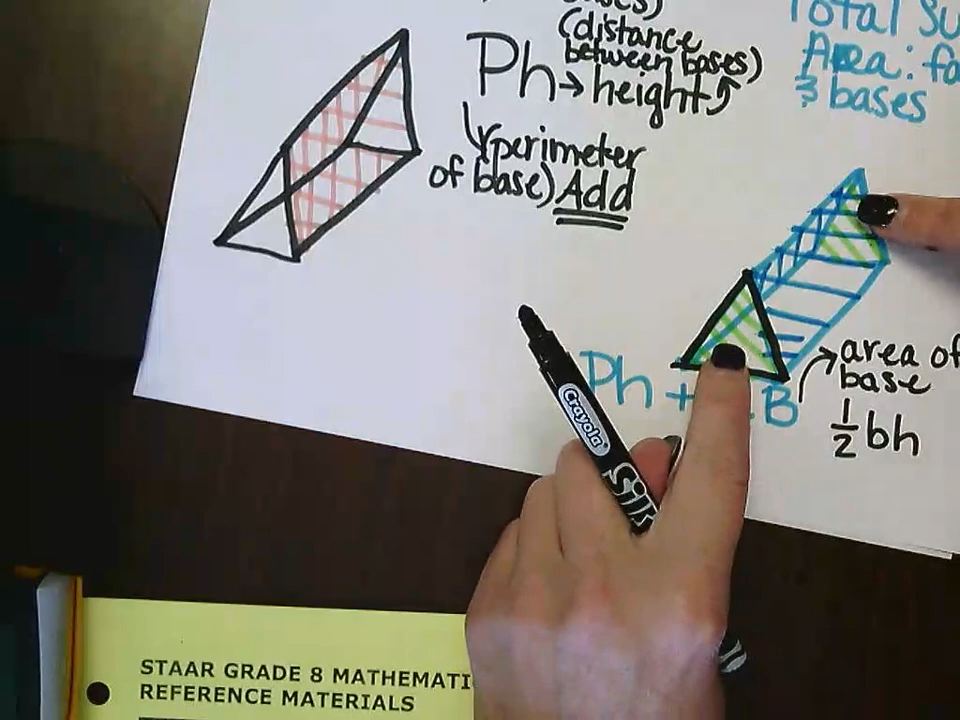 (distance
between bases)
Ph → height
(perimeter
of base) Add
Total Su
Area: fa
& bases
Ph + B
area of
base
1/2 bh
Crayola
Silly
STAAR GRADE 8 MATHEMATI
REFERENCE MATERIALS